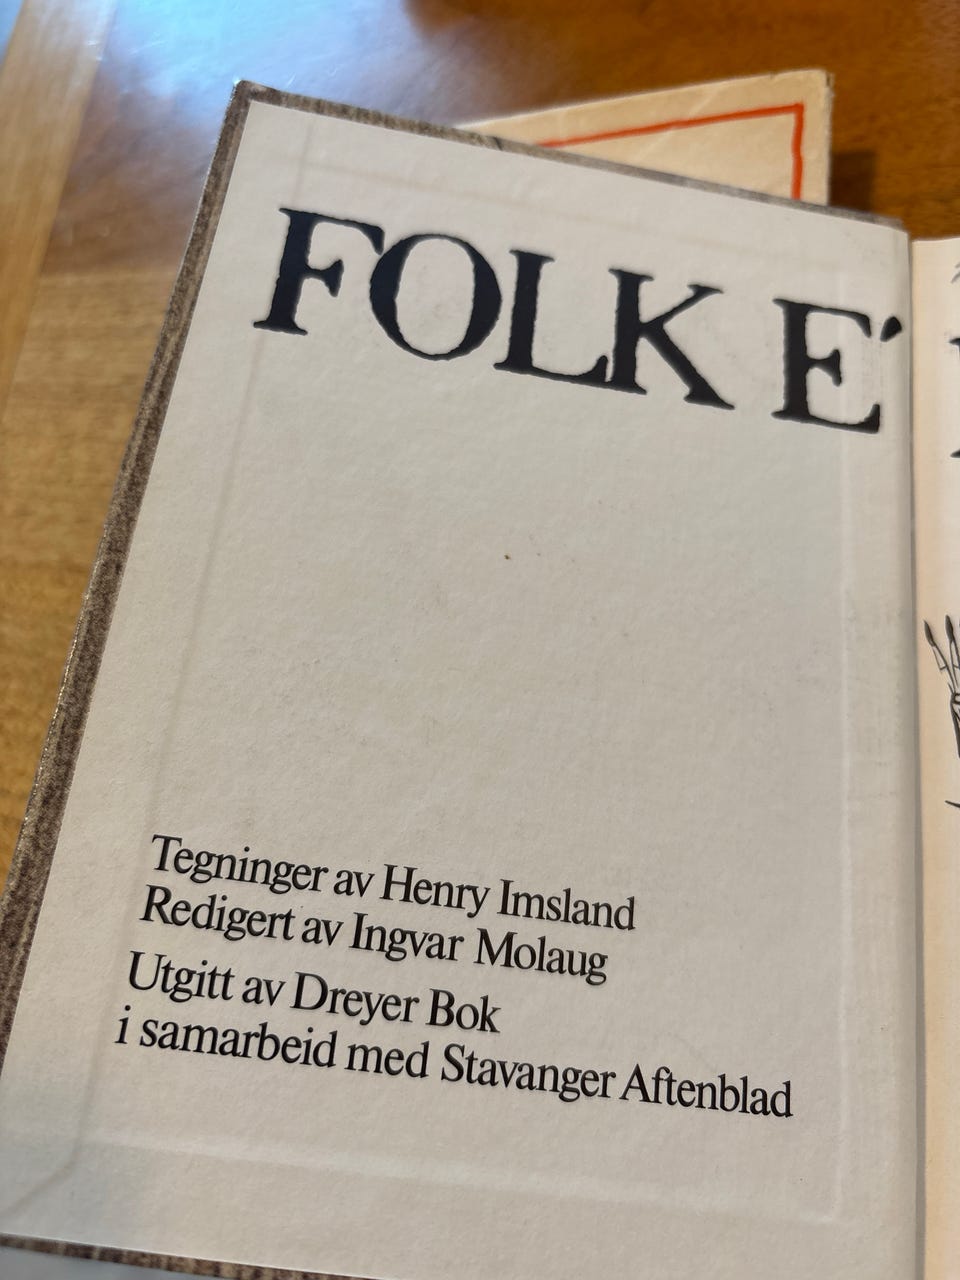 FOLK E'
Tegninger av Henry Imsland
Redigert av Ingvar Molaug
Utgitt av Dreyer Bok
i samarbeid med Stavanger Aftenblad